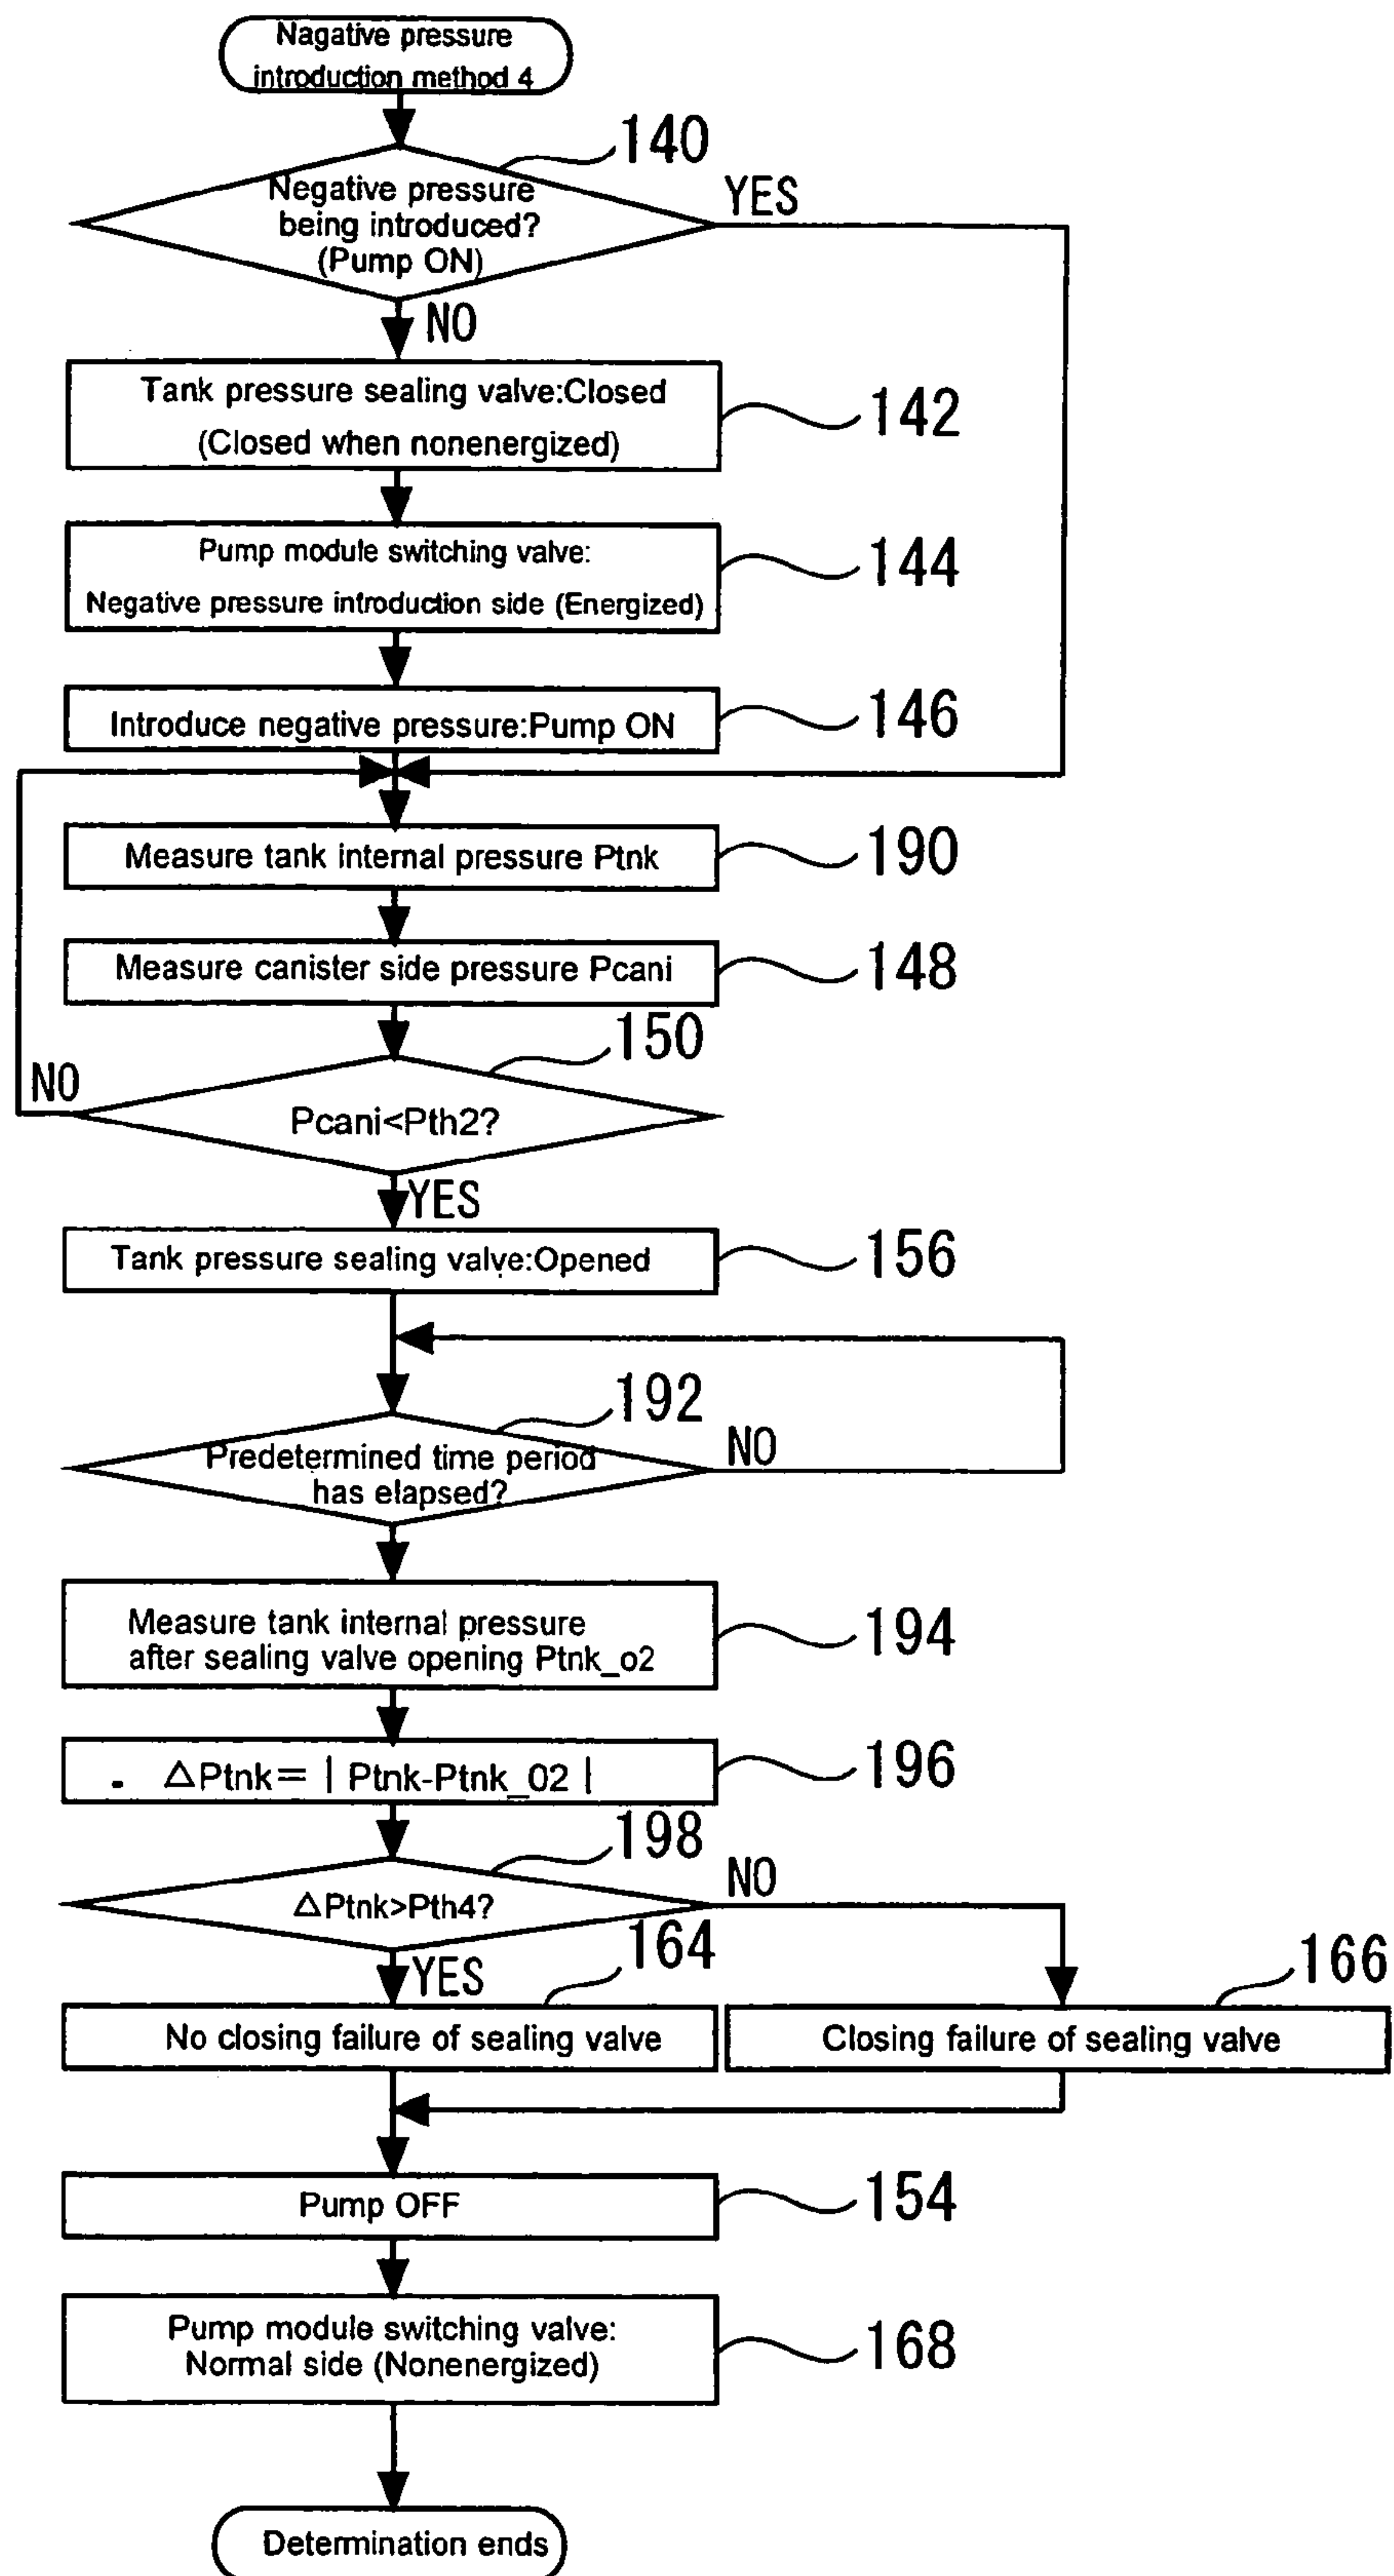 Nagative pressure
introduction method 4
140
Negative pressure
being introduced?
(Pump ON)
YES
NO
Tank pressure sealing valve:Closed
(Closed when nonenergized)
142
Pump module switching valve:
Negative pressure introduction side (Energized)
144
Introduce negative pressure:Pump ON
146
Measure tank internal pressure Ptnk
190
Measure canister side pressure Pcani
148
150
NO
Pcani<Pth2?
YES
Tank pressure sealing valve:Opened
156
192
Predetermined time period
has elapsed?
NO
Measure tank internal pressure
after sealing valve opening Ptnk_o2
194
△Ptnk=|Ptnk-Ptnk_02|
196
198
△Ptnk>Pth4?
NO
YES
164
166
No closing failure of sealing valve
Closing failure of sealing valve
Pump OFF
154
Pump module switching valve:
Normal side (Nonenergized)
168
Determination ends